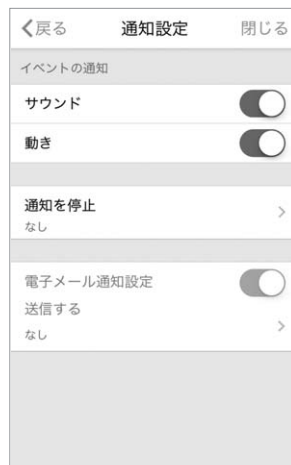 戻る 通知設定 閉じる
イベントの通知
サウンド
動き
通知を停止
なし
電子メール通知設定
送信する
なし